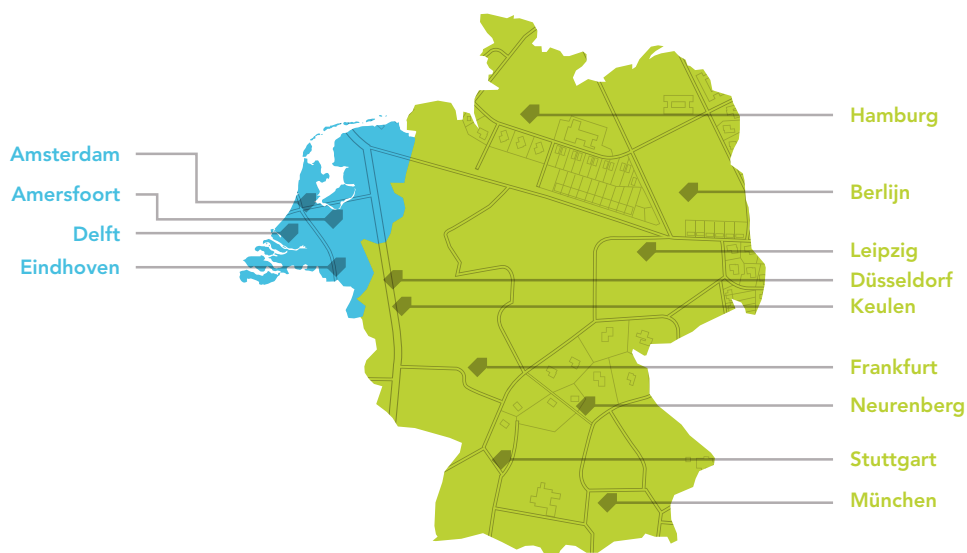 Amsterdam
Amersfoort
Delft
Eindhoven
Hamburg
Berlijn
Leipzig
Düsseldorf
Keulen
Frankfurt
Neurenberg
Stuttgart
München